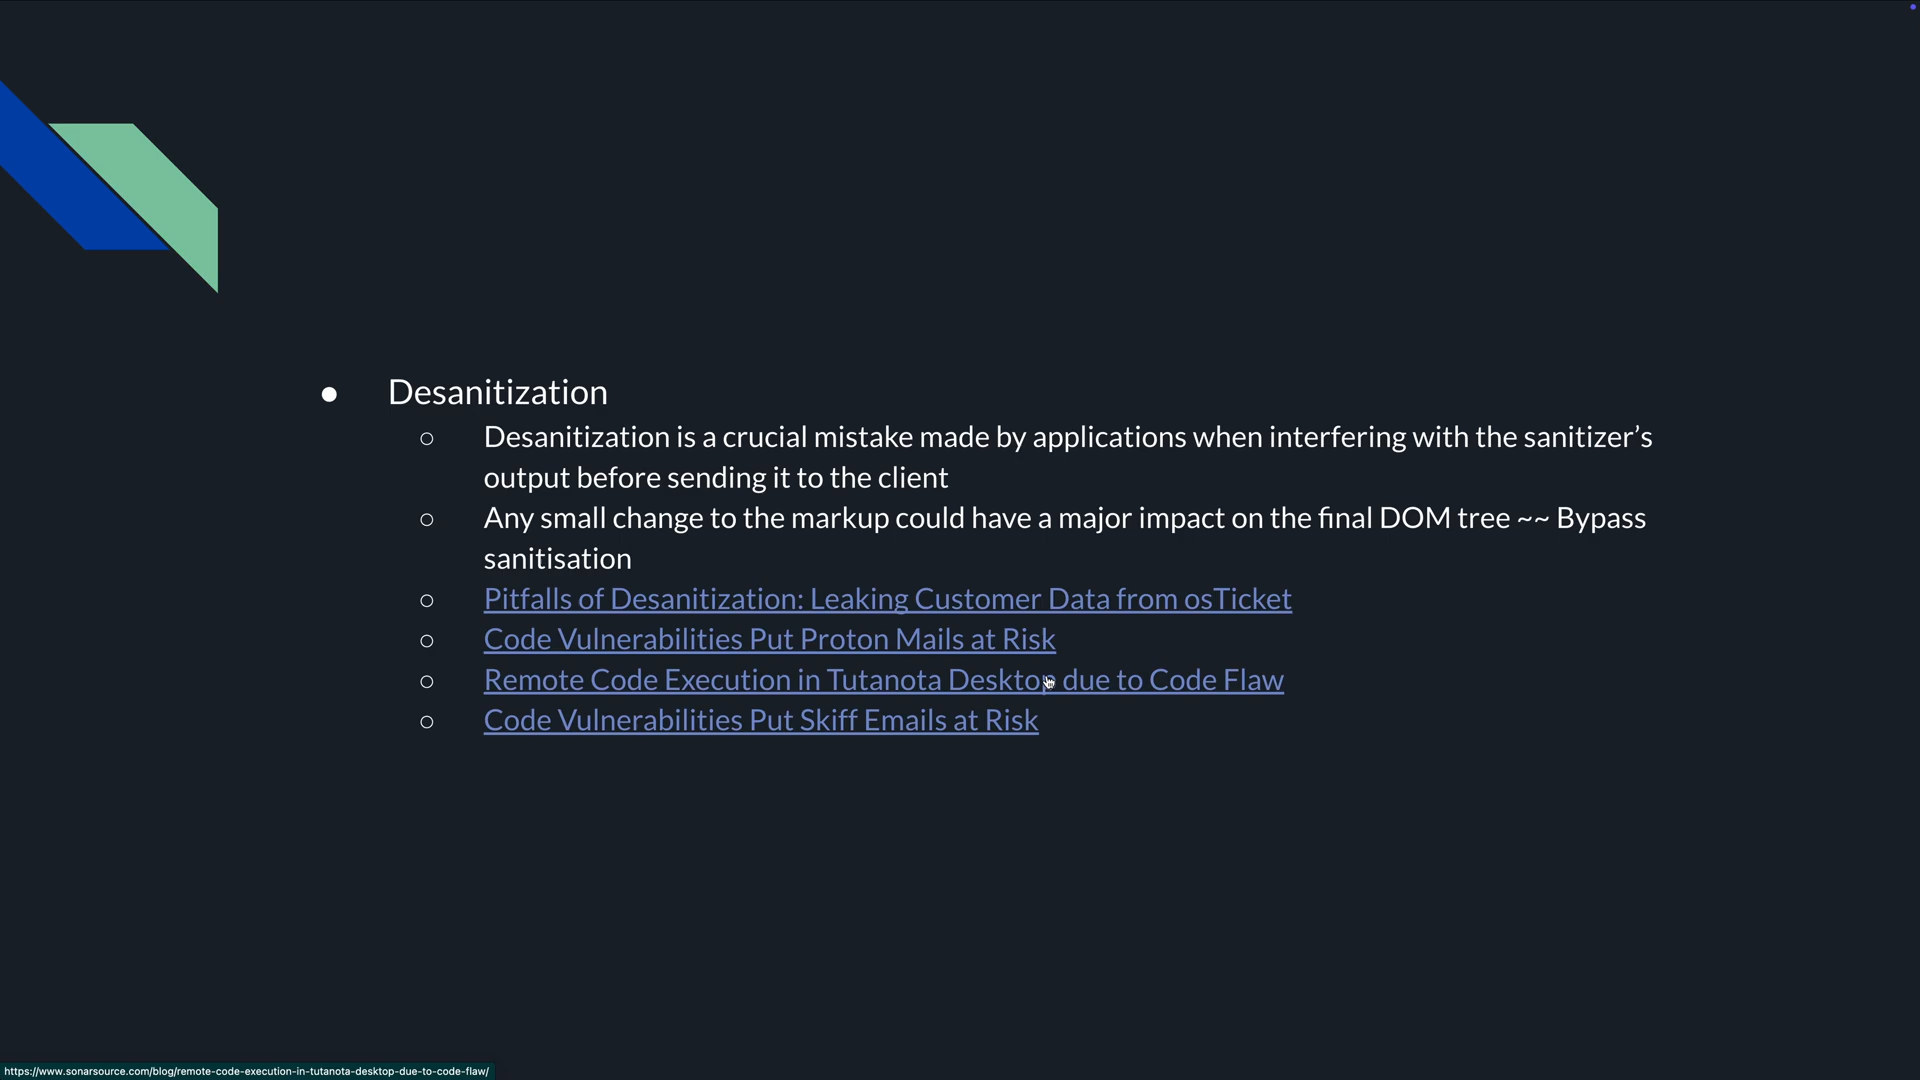 ● Desanitization
○ Desanitization is a crucial mistake made by applications when interfering with the sanitizer’s
output before sending it to the client
○ Any small change to the markup could have a major impact on the final DOM tree ~~ Bypass
sanitisation
○ Pitfalls of Desanitization: Leaking Customer Data from osTicket
○ Code Vulnerabilities Put Proton Mails at Risk
○ Remote Code Execution in Tutanota Desktop due to Code Flaw
○ Code Vulnerabilities Put Skiff Emails at Risk
https://www.sonarsource.com/blog/remote-code-execution-in-tutanota-desktop-due-to-code-flaw/